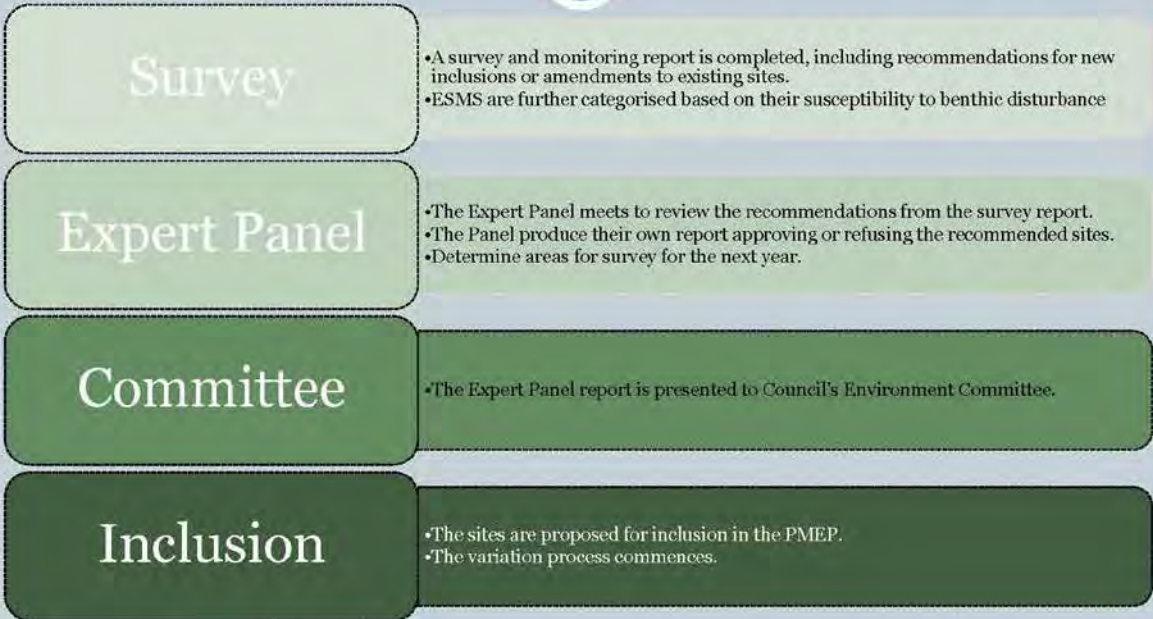 Survey
•A survey and monitoring report is completed, including recommendations for new
inclusions or amendments to existing sites.
•ESMS are further categorised based on their susceptibility to benthic disturbance
Expert Panel
•The Expert Panel meets to review the recommendations from the survey report.
•The Panel produce their own report approving or refusing the recommended sites.
•Determine areas for survey for the next year.
Committee
•The Expert Panel report is presented to Council's Environment Committee.
Inclusion
•The sites are proposed for inclusion in the PMEP.
•The variation process commences.